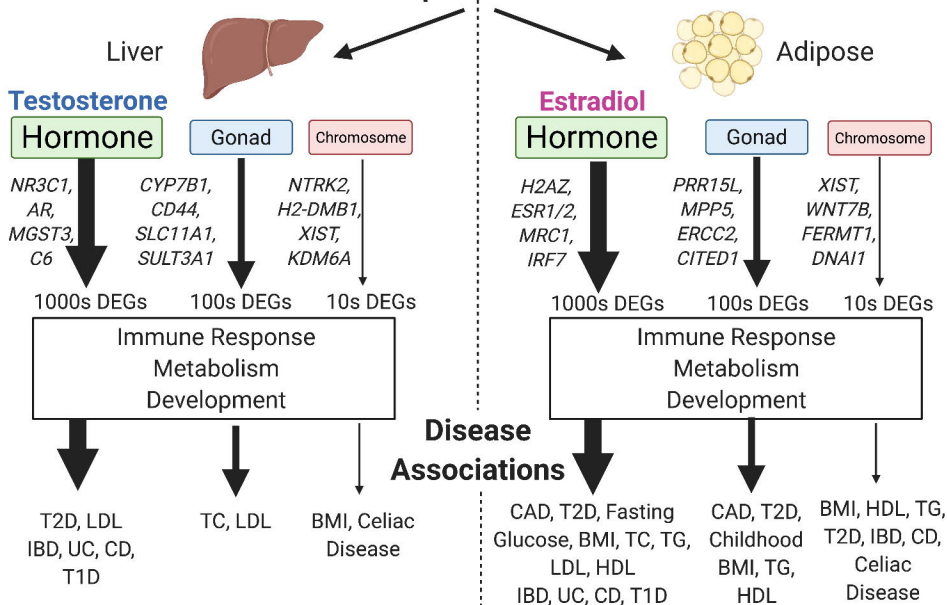 Liver
Testosterone
Hormone
Gonad
Chromosome
NR3C1,
AR,
MGST3,
C6
CYP7B1,
CD44,
SLC11A1,
SULT3A1
NTRK2,
H2-DMB1,
XIST,
KDM6A
1000s DEGs
100s DEGs
10s DEGs
Immune Response
Metabolism
Development
T2D, LDL
IBD, UC, CD,
T1D
TC, LDL
BMI, Celiac
Disease
Disease
Associations
Adipose
Estradiol
Hormone
Gonad
Chromosome
H2AZ,
ESR1/2,
MRC1,
IRF7
PRR15L,
MPP5,
ERCC2,
CITED1
XIST,
WNT7B,
FERMT1,
DNAI1
1000s DEGs
100s DEGs
10s DEGs
Immune Response
Metabolism
Development
CAD, T2D, Fasting
Glucose, BMI, TC, TG,
LDL, HDL
IBD, UC, CD, T1D
CAD, T2D,
Childhood
BMI, TG,
HDL
BMI, HDL, TG,
T2D, IBD, CD,
Celiac
Disease